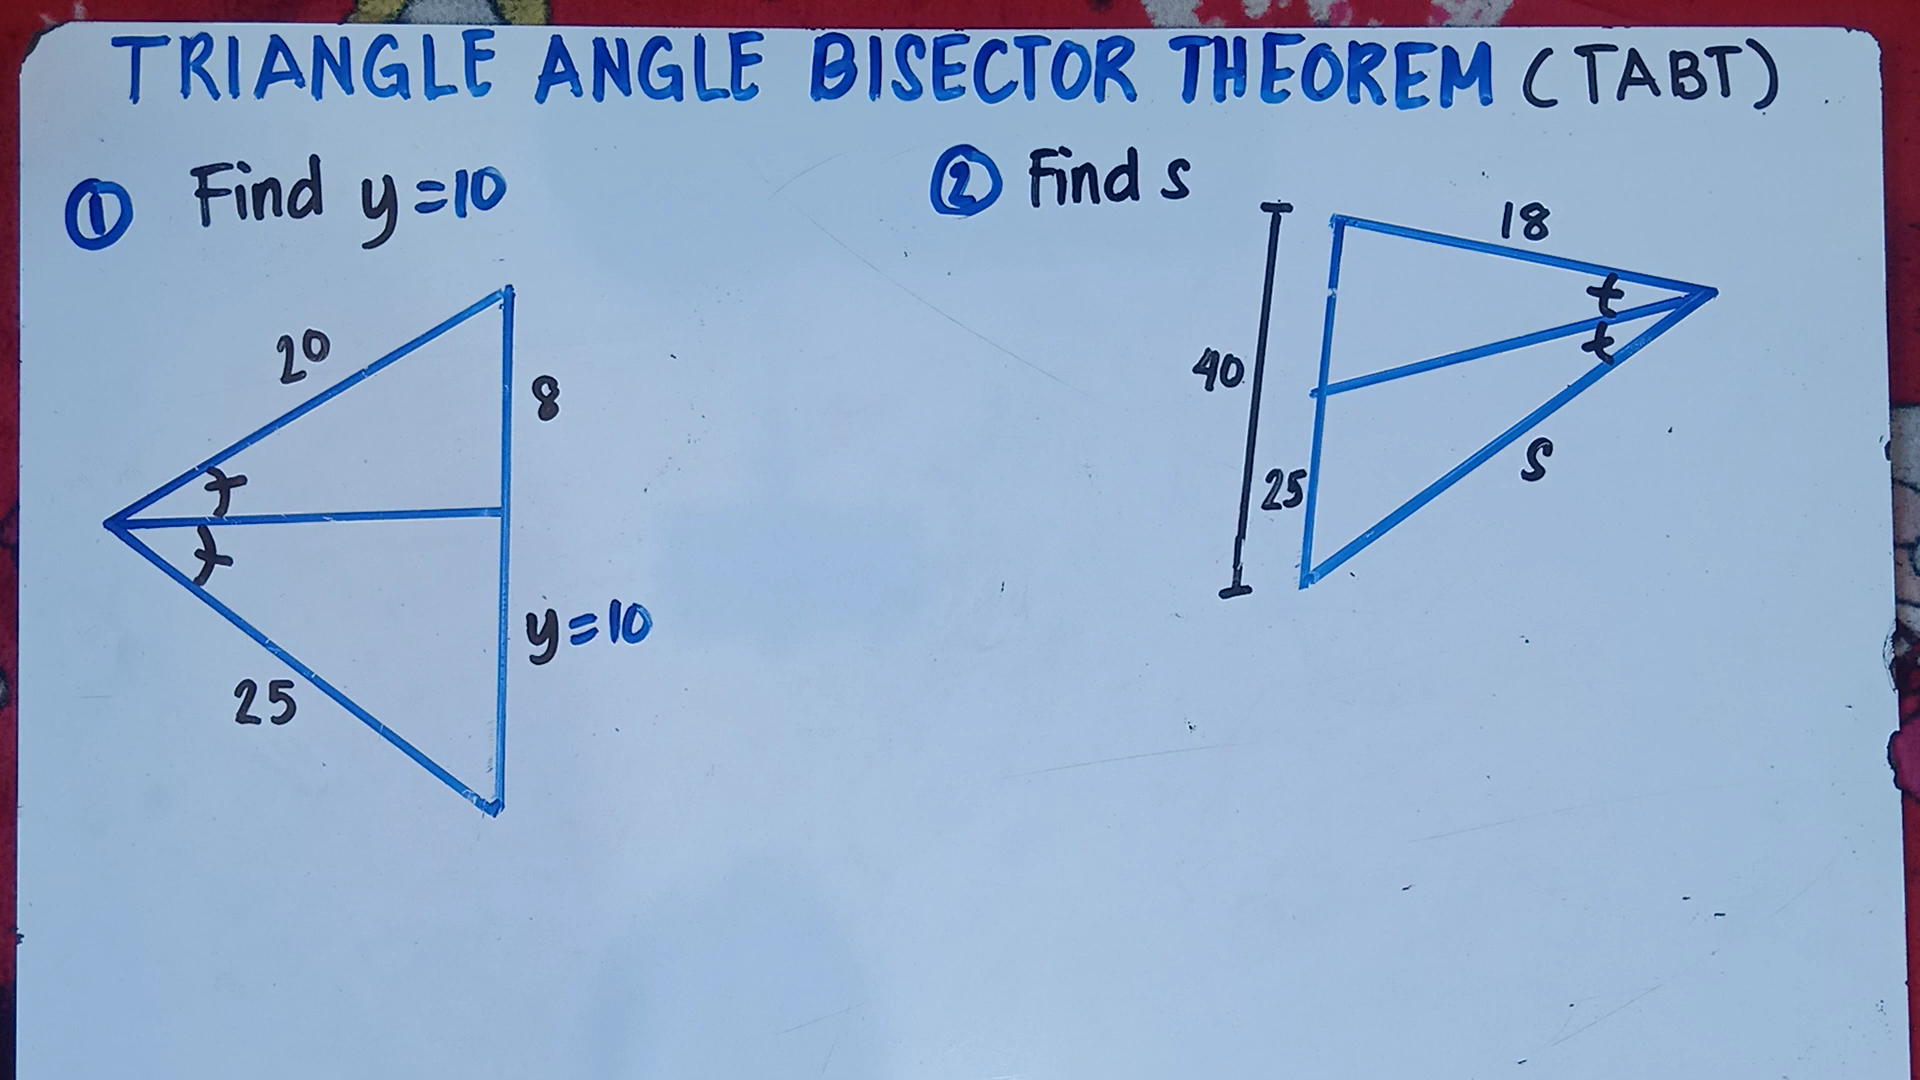 TRIANGLE ANGLE BISECTOR THEOREM (TABT)
① Find y=10
20
8
25
y=10
② Find s
18
40
25
s